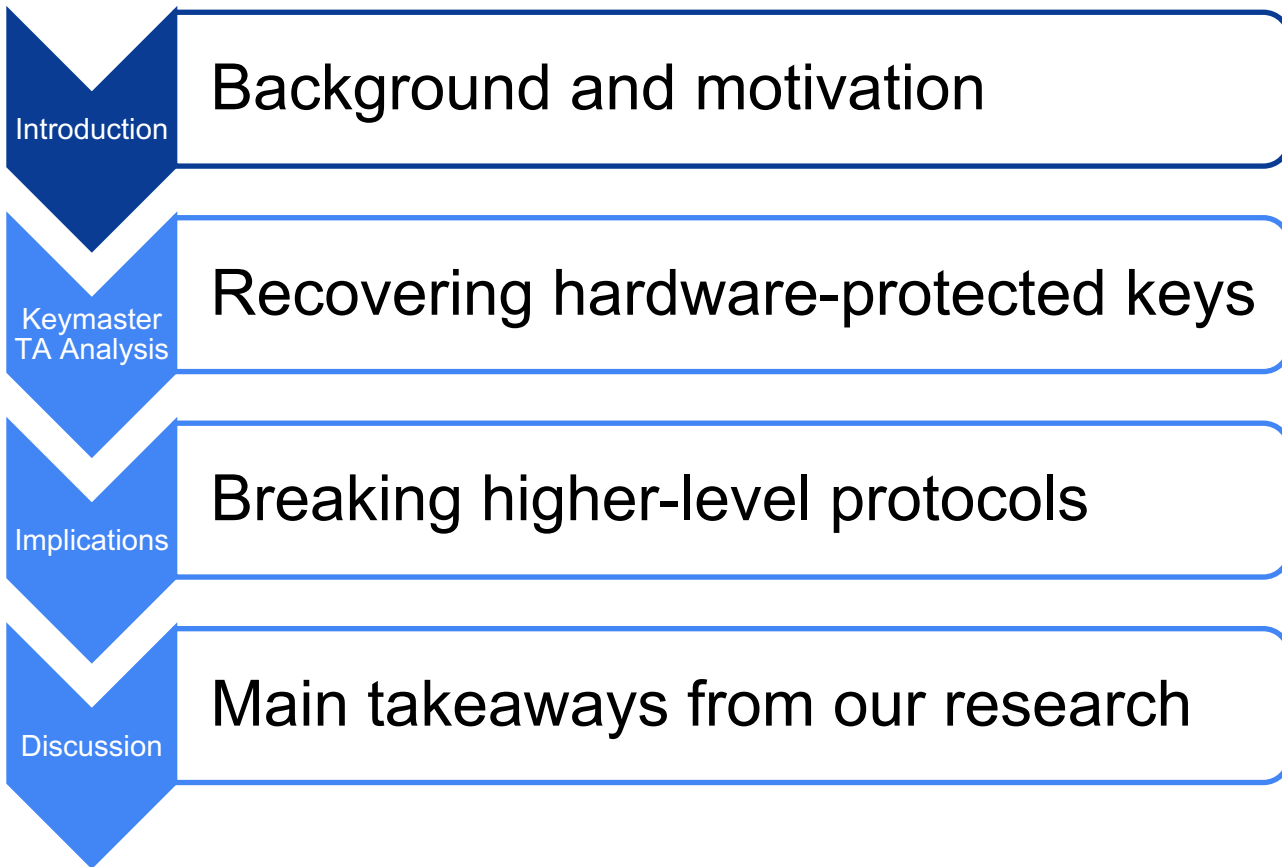 Introduction
Background and motivation
Keymaster
TA Analysis
Recovering hardware-protected keys
Implications
Breaking higher-level protocols
Discussion
Main takeaways from our research